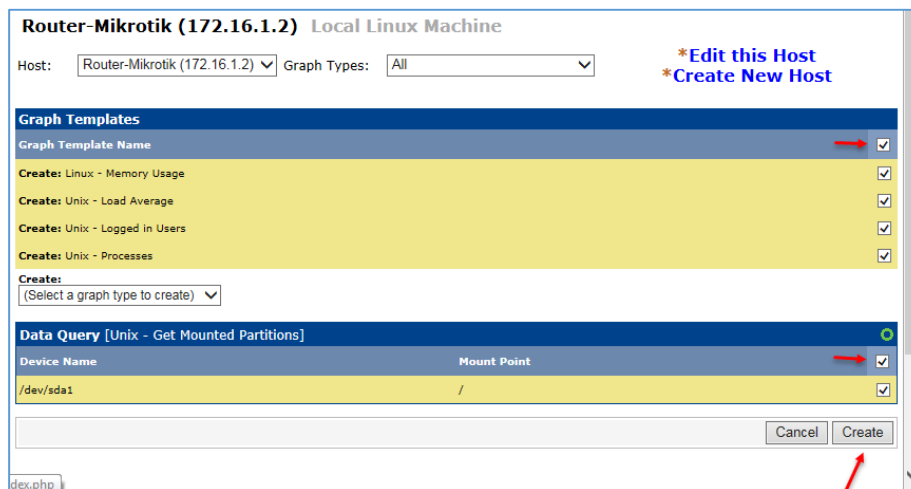 Router-Mikrotik (172.16.1.2) Local Linux Machine
Host: Router-Mikrotik (172.16.1.2) Graph Types: All
*Edit this Host
*Create New Host
Graph Templates
Graph Template Name
Create: Linux - Memory Usage
Create: Unix - Load Average
Create: Unix - Logged in Users
Create: Unix - Processes
Create:
(Select a graph type to create)
Data Query [Unix - Get Mounted Partitions]
Device Name Mount Point
/dev/sda1 /
Cancel Create
dex.php